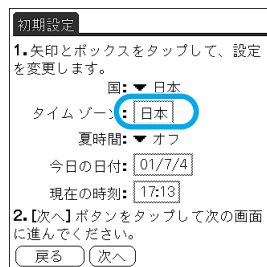 初期設定
1.矢印とボックスをタップして、設定
を変更します。
国: ▼ 日本
タイム ゾーン: 日本
夏時間: ▼ オフ
今日の日付: 01/7/4
現在の時刻: 17:13
2.【次へ】ボタンをタップして次の画面
に進んでください。
戻る 次へ